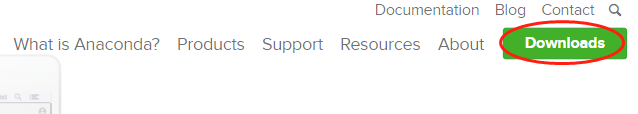 Documentation Blog Contact
What is Anaconda? Products Support Resources About Downloads